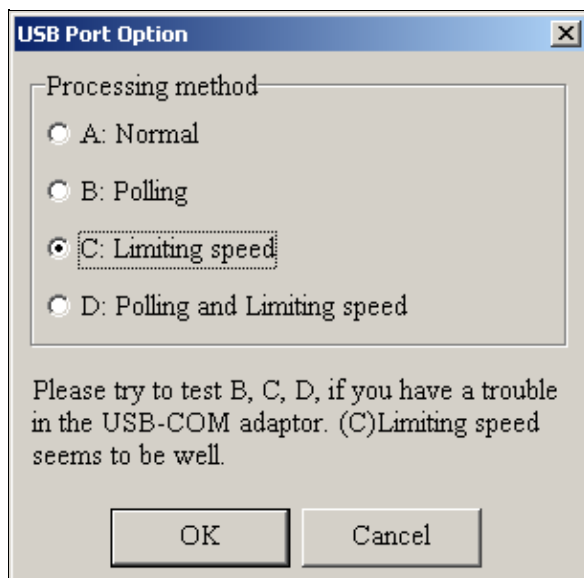 USB Port Option
Processing method
A: Normal
B: Polling
C: Limiting speed
D: Polling and Limiting speed
Please try to test B, C, D, if you have a trouble
in the USB-COM adaptor. (C)Limiting speed
seems to be well.
OK Cancel